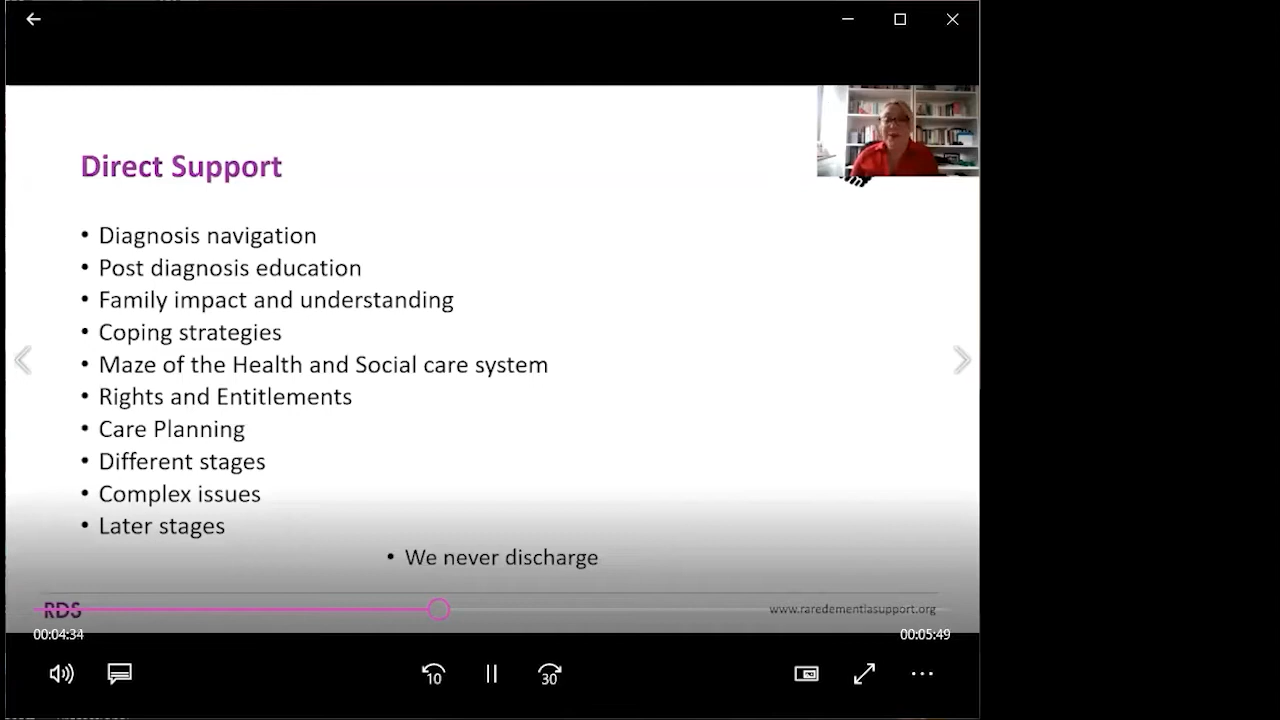 Direct Support
• Diagnosis navigation
• Post diagnosis education
• Family impact and understanding
• Coping strategies
• Maze of the Health and Social care system
• Rights and Entitlements
• Care Planning
• Different stages
• Complex issues
• Later stages
• We never discharge
RDS
www.raredementiasupport.org
00:04:34
00:05:49
10
30